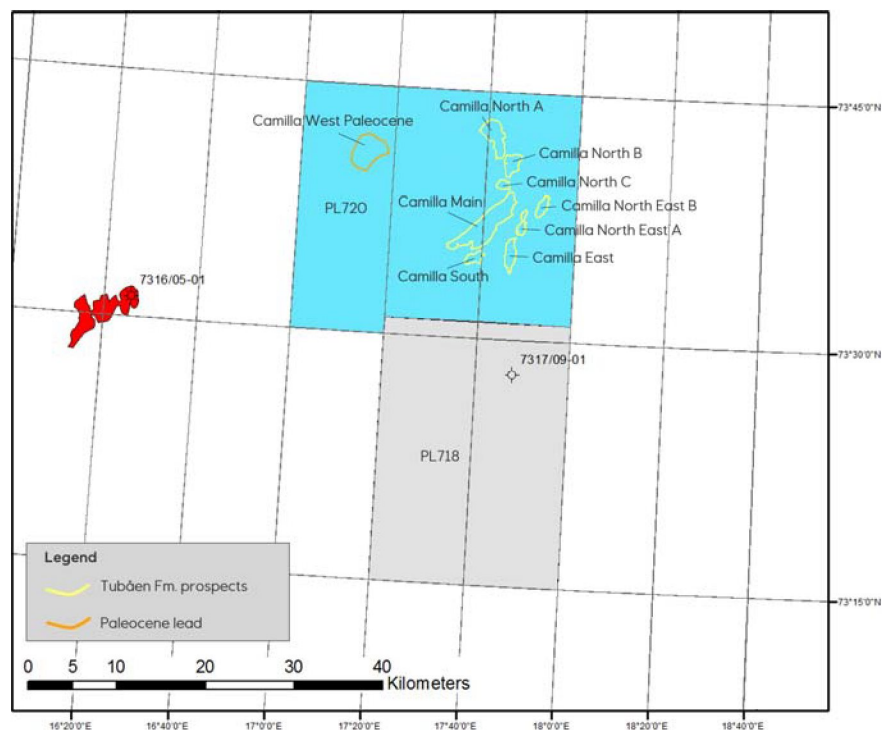 Camilla North A
73°45'0"N
Camilla West Paleocene
Camilla North B
Camilla North C
PL720
Camilla Main
Camilla North East B
Camilla North East A
Camilla East
Camilla South
7316/05-01
73°30'0"N
7317/09-01
PL718
Legend
Tubåen Fm. prospects
Paleocene lead
73°15'0"N
0 5 10 20 30 40
Kilometers
16°20'0"E 16°40'0"E 17°0'0"E 17°20'0"E 17°40'0"E 18°0'0"E 18°20'0"E 18°40'0"E